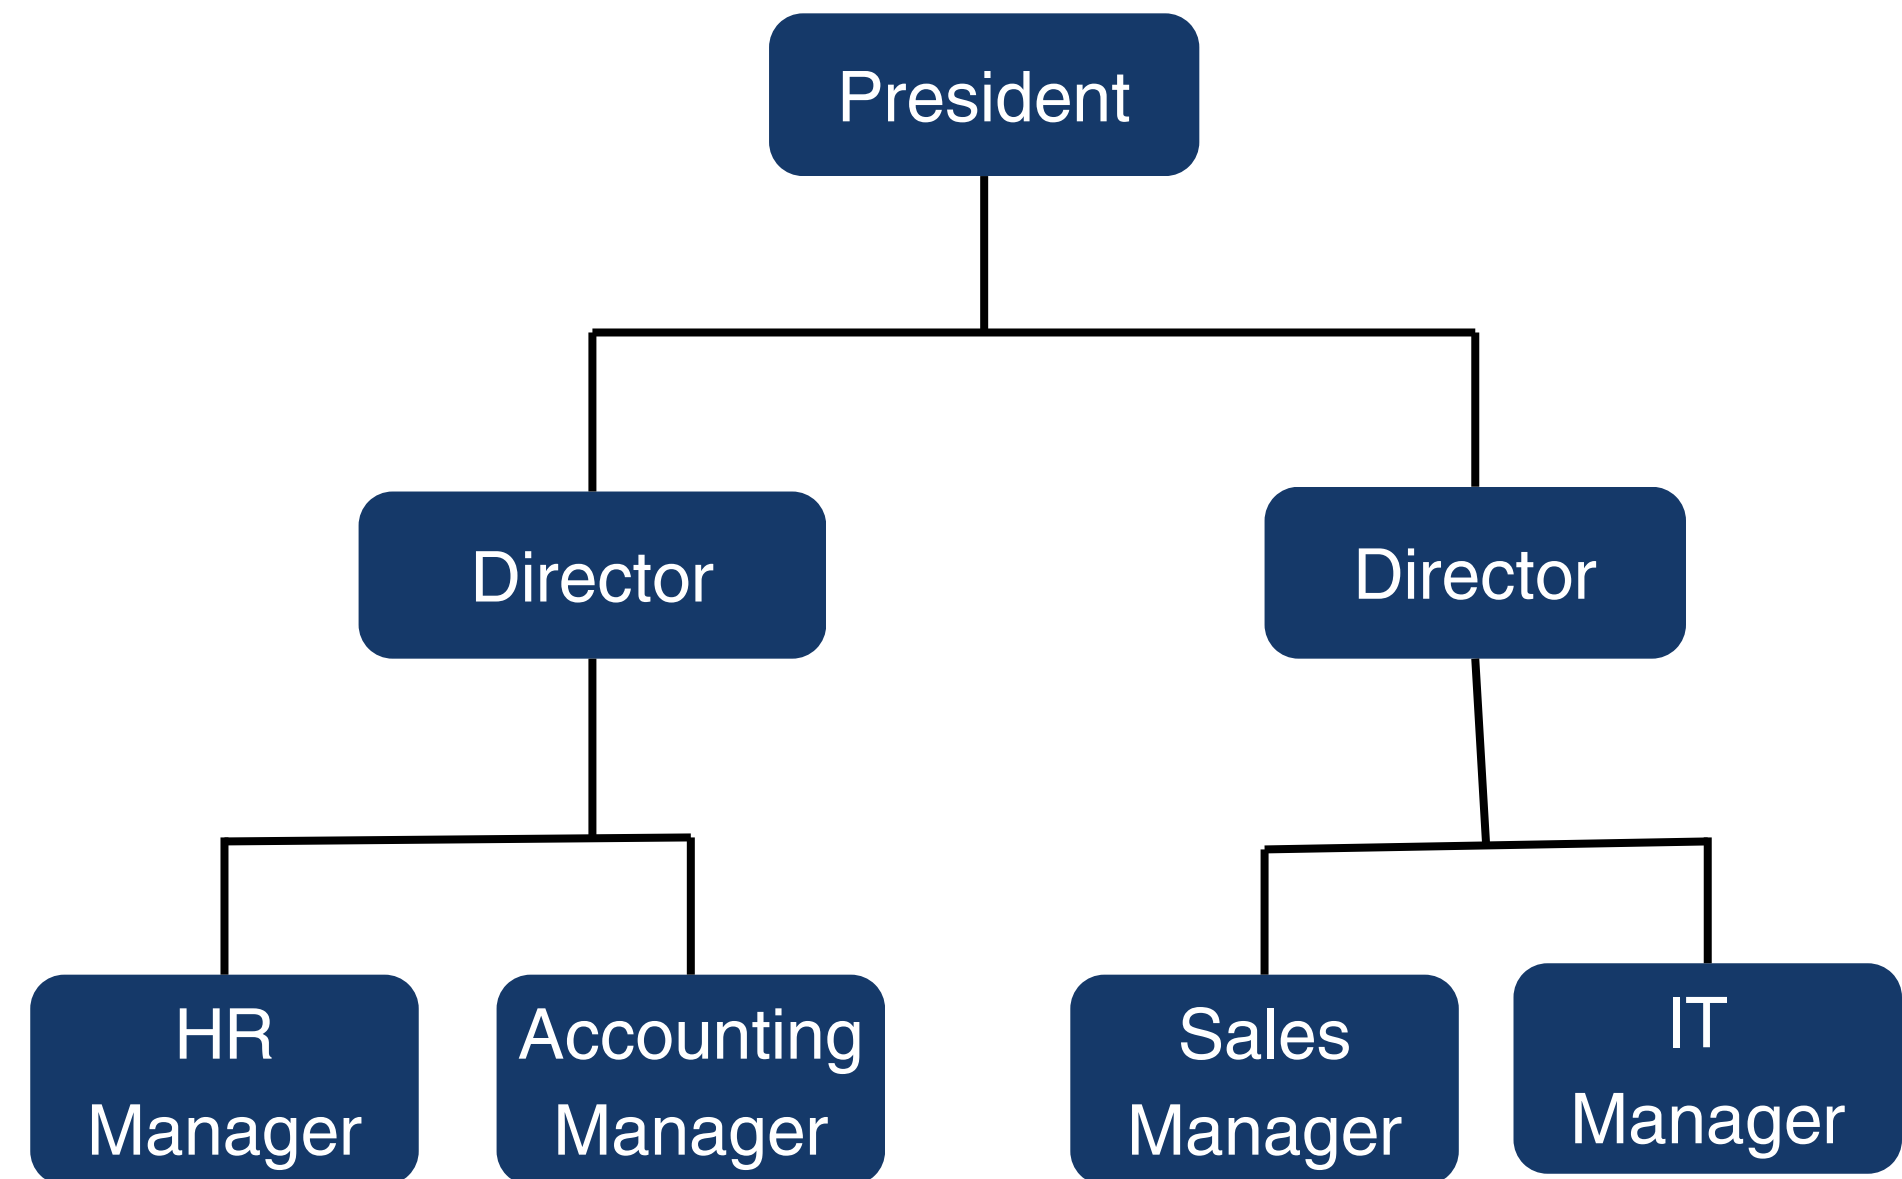 President
Director
Director
HR
Manager
Accounting
Manager
Sales
Manager
IT
Manager